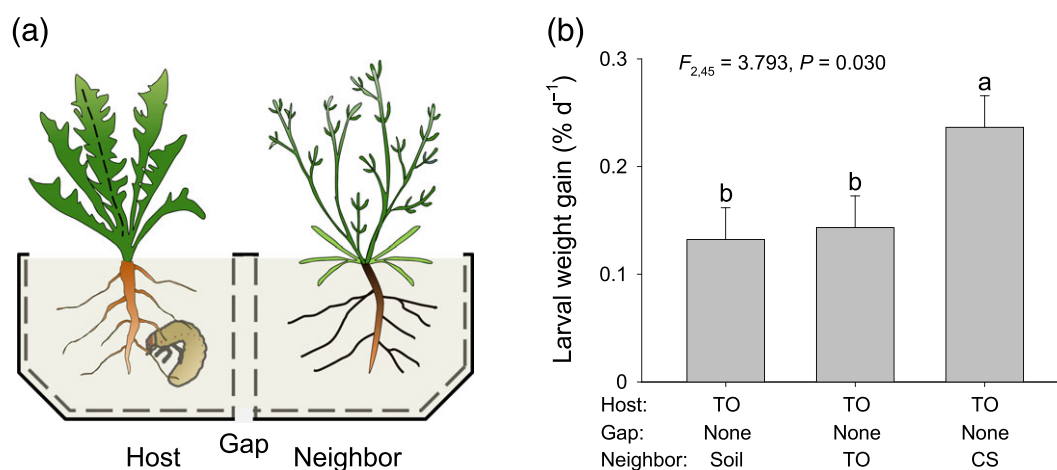 (a)
Host
Gap
Neighbor
(b)
Larval weight gain (% d⁻¹)
0.3
0.2
0.1
0
F2,45 = 3.793, P = 0.030
b
b
a
Host: TO TO TO
Gap: None None None
Neighbor: Soil TO CS